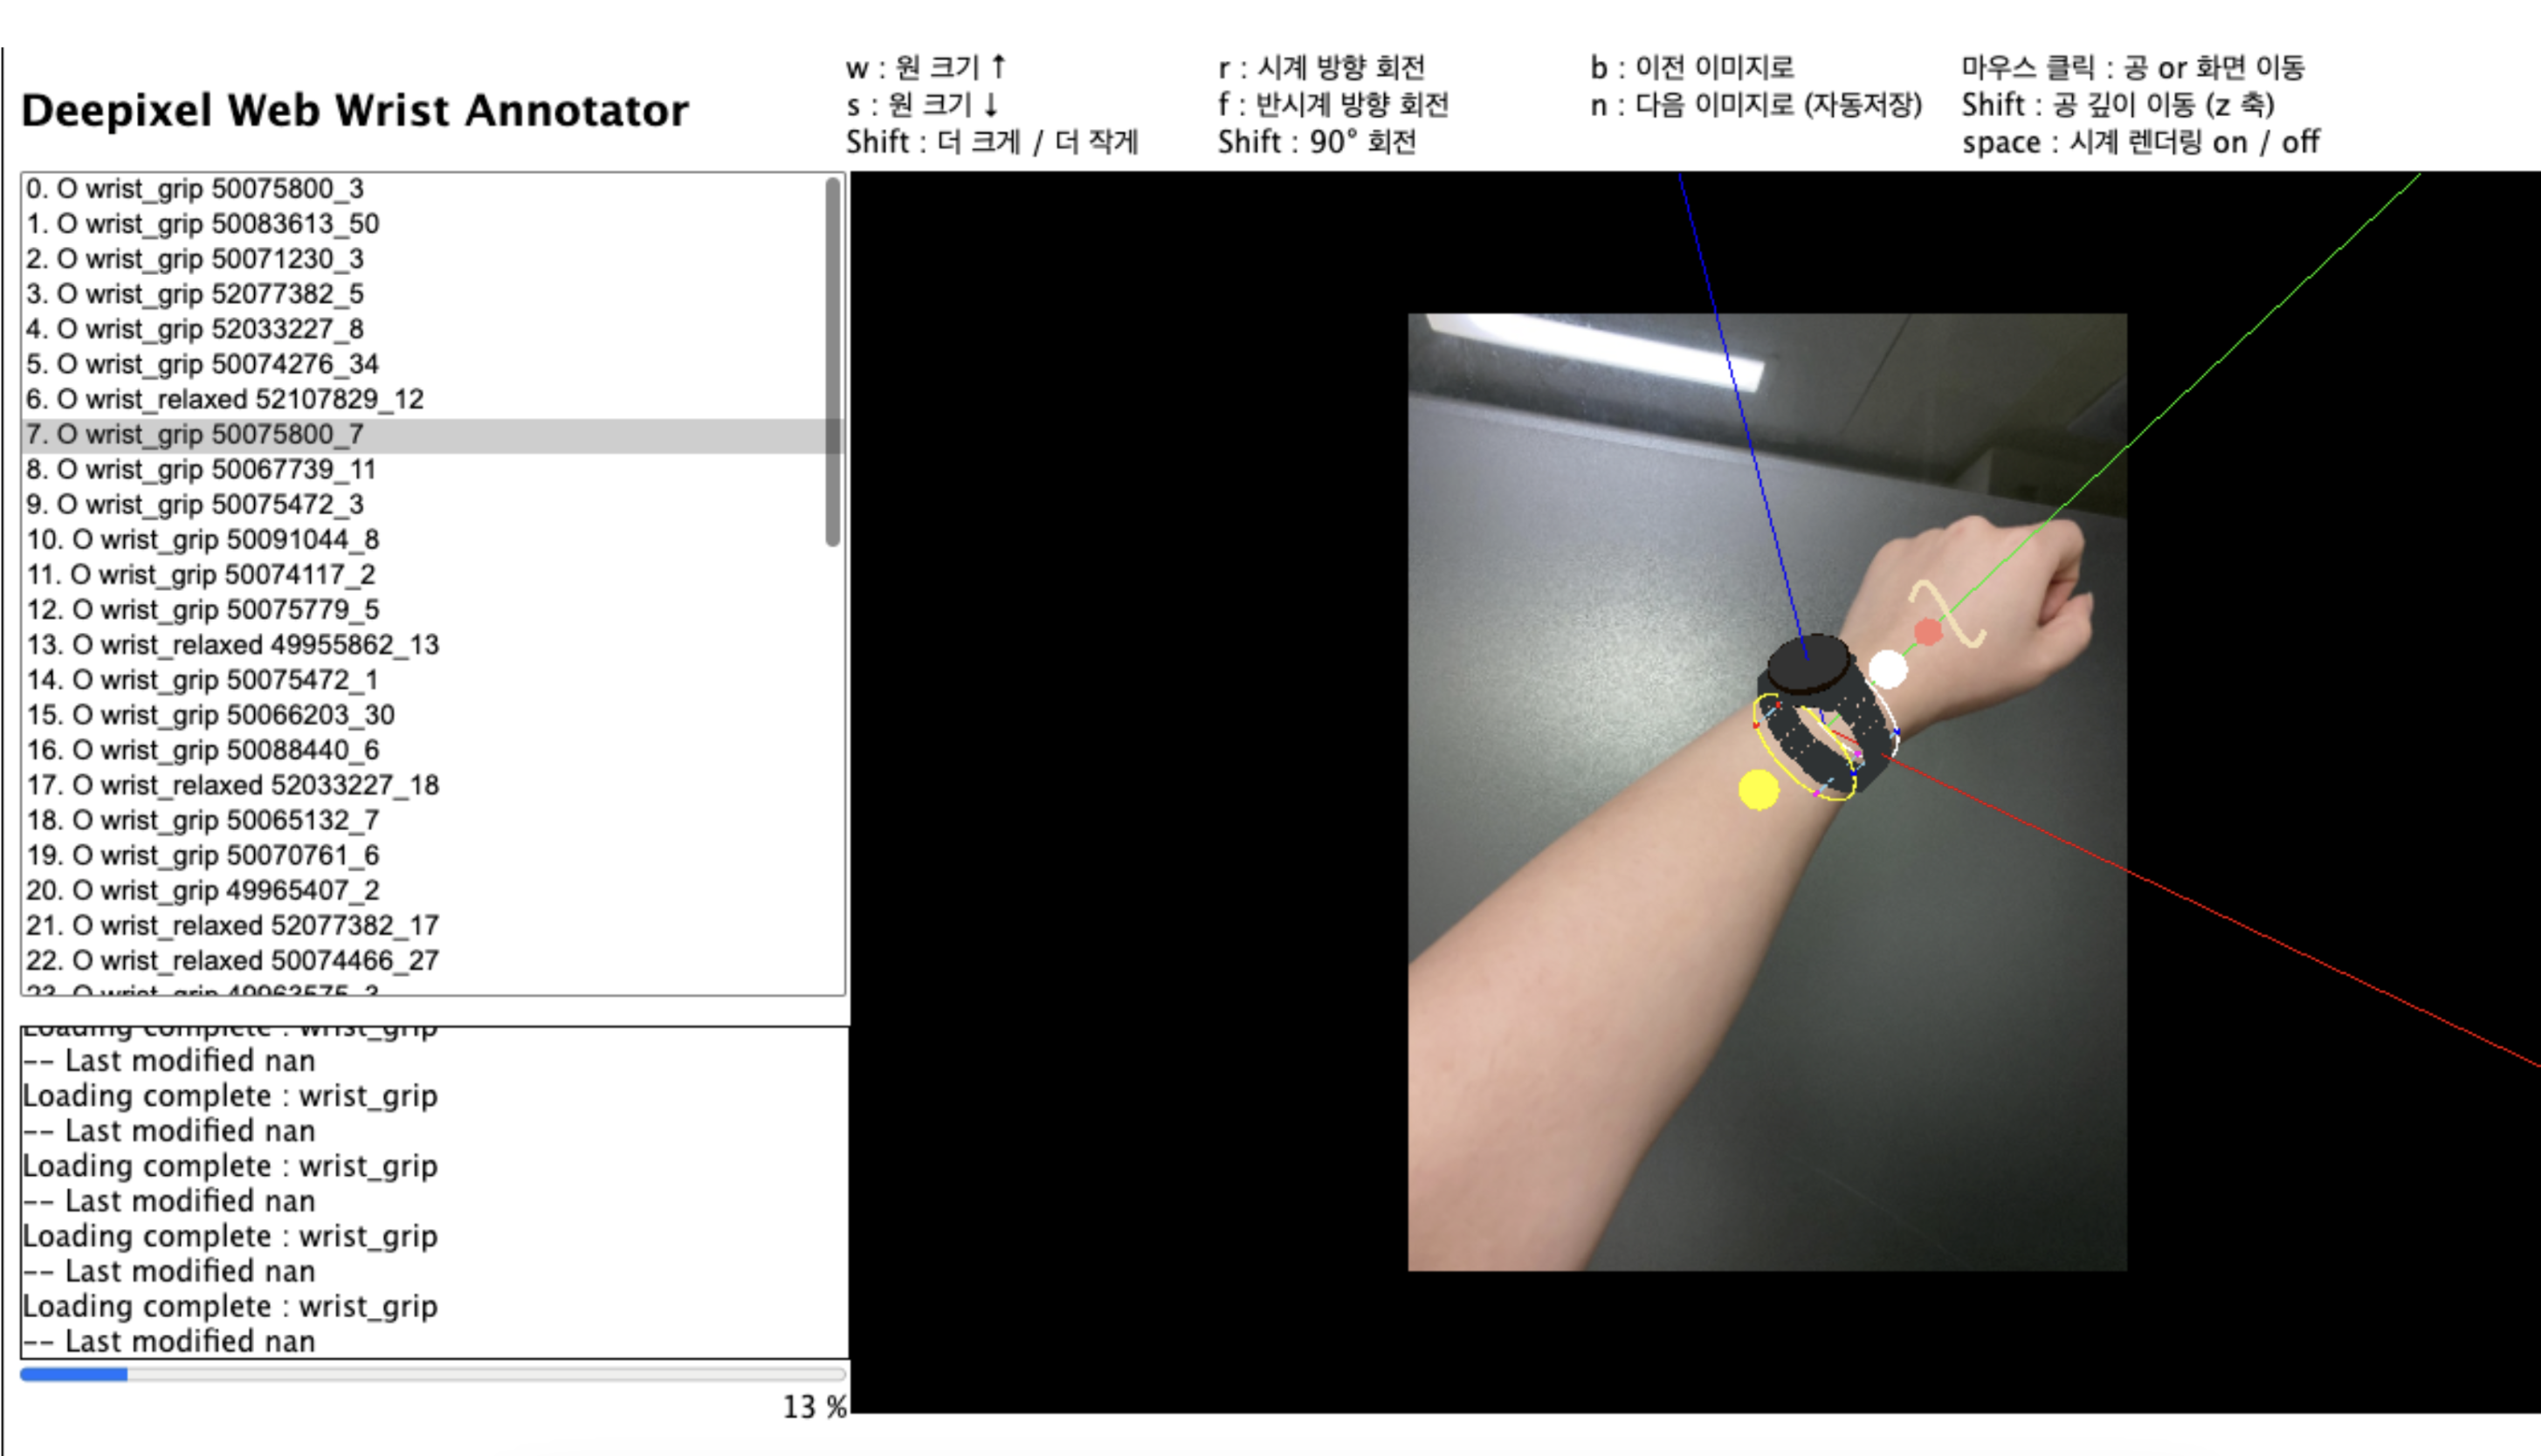 Deepixel Web Wrist Annotator
w : 원 크기 ↑
s : 원 크기 ↓
Shift : 더 크게 / 더 작게
r : 시계 방향 회전
f : 반시계 방향 회전
Shift : 90° 회전
b : 이전 이미지로
n : 다음 이미지로 (자동저장)
마우스 클릭 : 공 or 화면 이동
Shift : 공 깊이 이동 (z 축)
space : 시계 렌더링 on / off
0. O wrist_grip 50075800_3
1. O wrist_grip 50083613_50
2. O wrist_grip 50071230_3
3. O wrist_grip 52077382_5
4. O wrist_grip 52033227_8
5. O wrist_grip 50074276_34
6. O wrist_relaxed 52107829_12
7. O wrist_grip 50075800_7
8. O wrist_grip 50067739_11
9. O wrist_grip 50075472_3
10. O wrist_grip 50091044_8
11. O wrist_grip 50074117_2
12. O wrist_grip 50075779_5
13. O wrist_relaxed 49955862_13
14. O wrist_grip 50075472_1
15. O wrist_grip 50066203_30
16. O wrist_grip 50088440_6
17. O wrist_relaxed 52033227_18
18. O wrist_grip 50065132_7
19. O wrist_grip 50070761_6
20. O wrist_grip 49965407_2
21. O wrist_relaxed 52077382_17
22. O wrist_relaxed 50074466_27
23. O wrist_grip 49963575_3
Loading complete : wrist_grip
-- Last modified nan
Loading complete : wrist_grip
-- Last modified nan
Loading complete : wrist_grip
-- Last modified nan
Loading complete : wrist_grip
-- Last modified nan
Loading complete : wrist_grip
-- Last modified nan
13 %